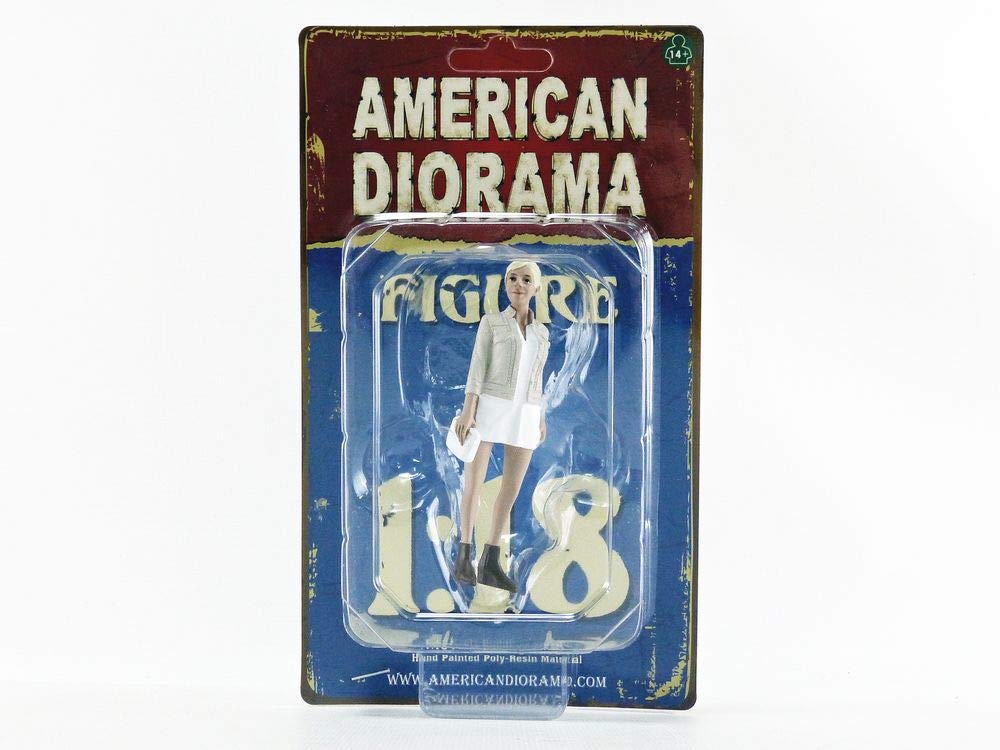 14+
AMERICAN
DIORAMA
FIGURE
1:18
Hand Painted Poly-Resin Material
WWW.AMERICANDIORAMA.COM